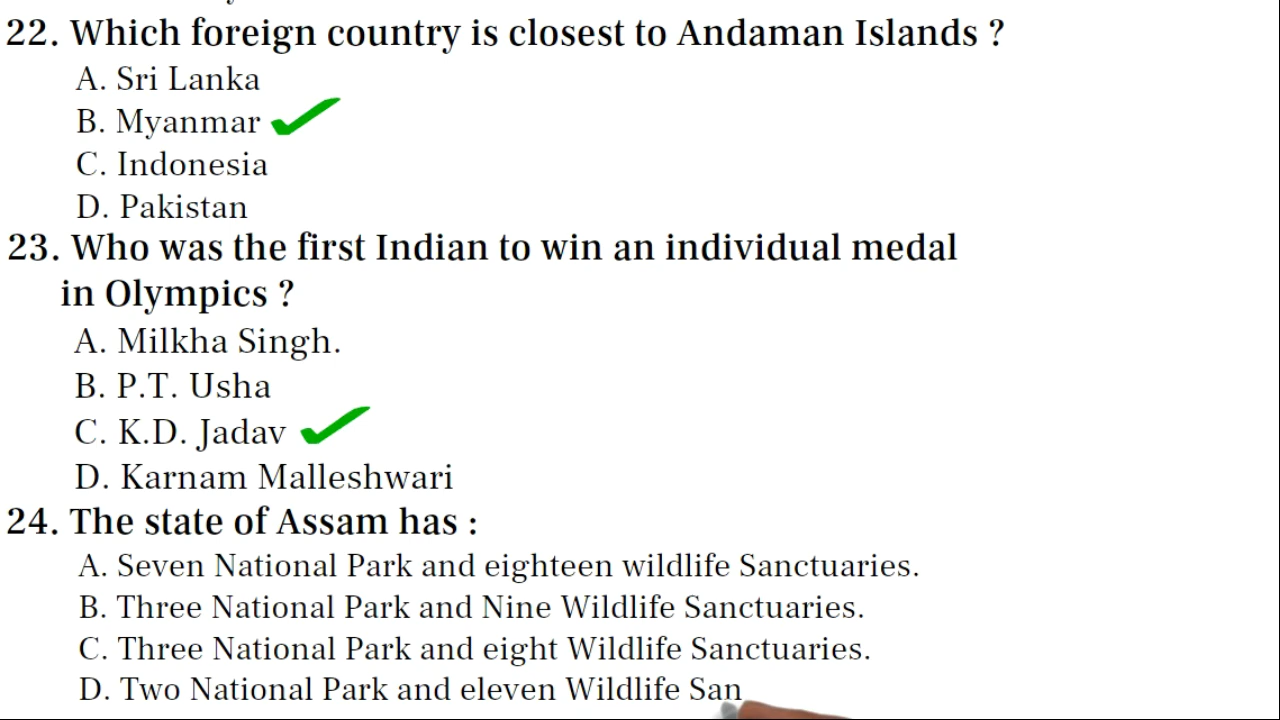 22. Which foreign country is closest to Andaman Islands ?
A. Sri Lanka
B. Myanmar
C. Indonesia
D. Pakistan
23. Who was the first Indian to win an individual medal
in Olympics ?
A. Milkha Singh.
B. P.T. Usha
C. K.D. Jadav
D. Karnam Malleshwari
24. The state of Assam has :
A. Seven National Park and eighteen wildlife Sanctuaries.
B. Three National Park and Nine Wildlife Sanctuaries.
C. Three National Park and eight Wildlife Sanctuaries.
D. Two National Park and eleven Wildlife San